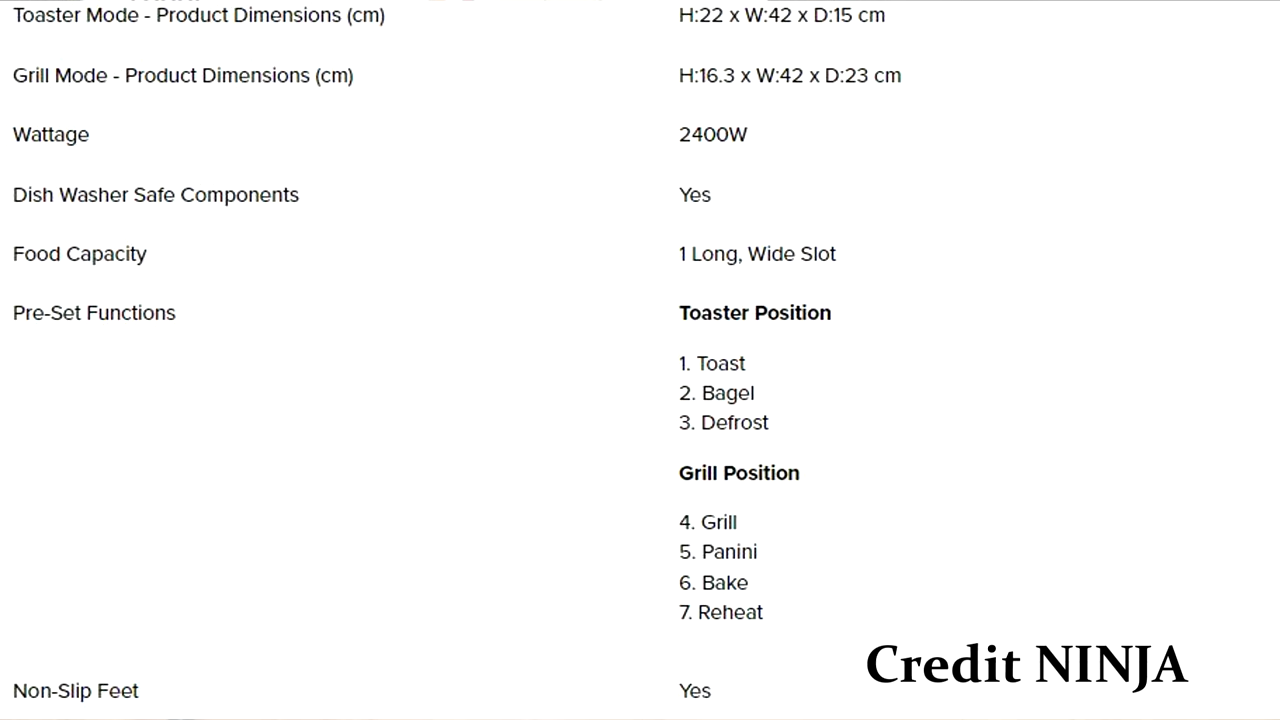 Toaster Mode - Product Dimensions (cm) H:22 x W:42 x D:15 cm
Grill Mode - Product Dimensions (cm) H:16.3 x W:42 x D:23 cm
Wattage 2400W
Dish Washer Safe Components Yes
Food Capacity 1 Long, Wide Slot
Pre-Set Functions Toaster Position
1. Toast
2. Bagel
3. Defrost
Grill Position
4. Grill
5. Panini
6. Bake
7. Reheat
Credit NINJA
Non-Slip Feet Yes